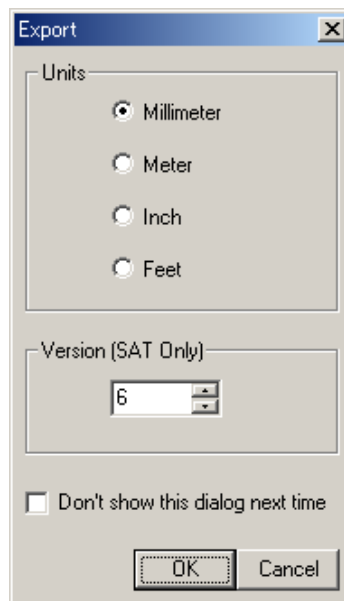 Export
Units
Millimeter
Meter
Inch
Feet
Version (SAT Only)
6
Don't show this dialog next time
OK Cancel